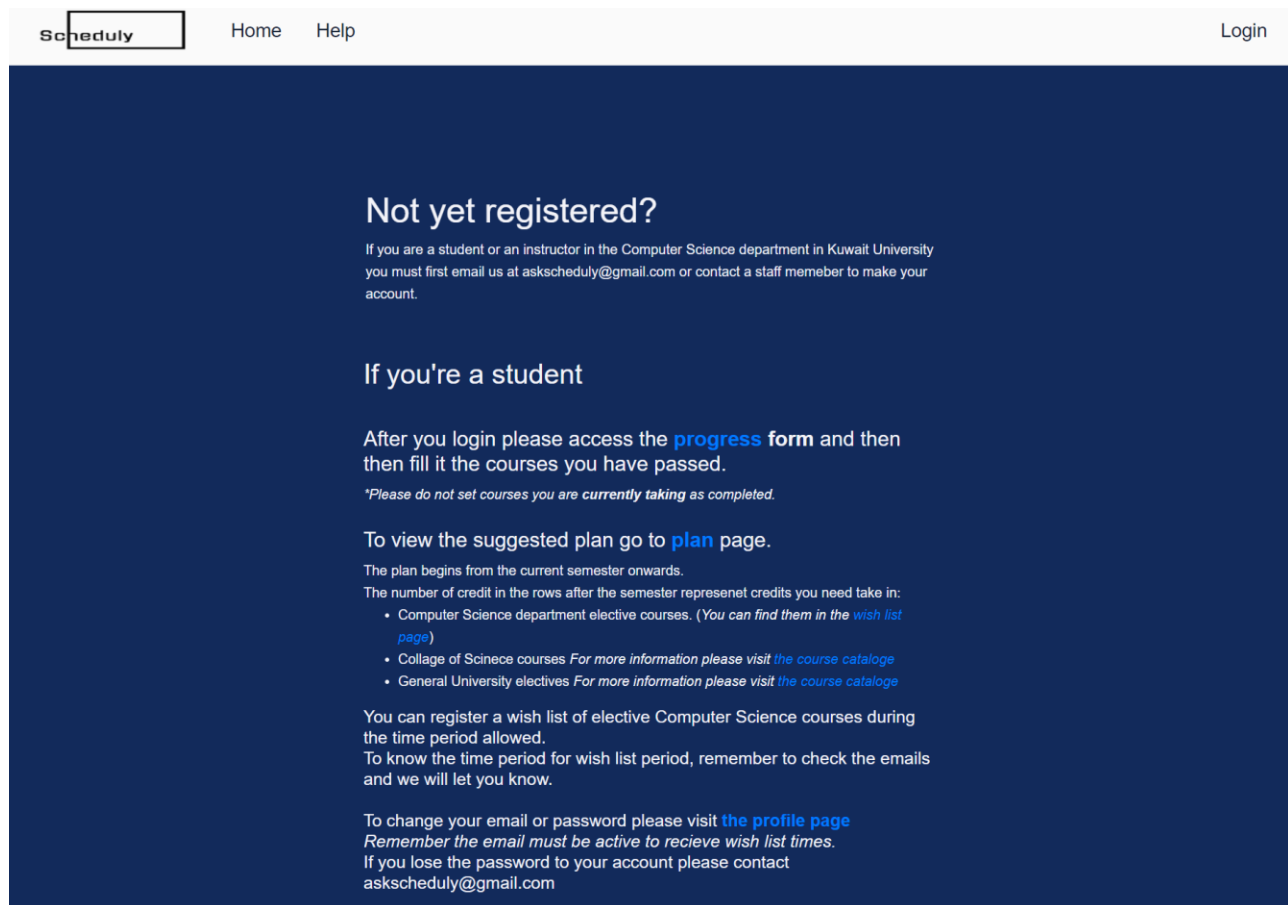 Scheduly Home Help Login
Not yet registered?
If you are a student or an instructor in the Computer Science department in Kuwait University
you must first email us at askscheduly@gmail.com or contact a staff memeber to make your
account.
If you're a student
After you login please access the progress form and then
then fill it the courses you have passed.
*Please do not set courses you are currently taking as completed.
To view the suggested plan go to plan page.
The plan begins from the current semester onwards.
The number of credit in the rows after the semester represenet credits you need take in:
• Computer Science department elective courses. (You can find them in the wish list
page)
• Collage of Scinece courses For more information please visit the course cataloge
• General University electives For more information please visit the course cataloge
You can register a wish list of elective Computer Science courses during
the time period allowed.
To know the time period for wish list period, remember to check the emails
and we will let you know.
To change your email or password please visit the profile page
Remember the email must be active to recieve wish list times.
If you lose the password to your account please contact
askscheduly@gmail.com